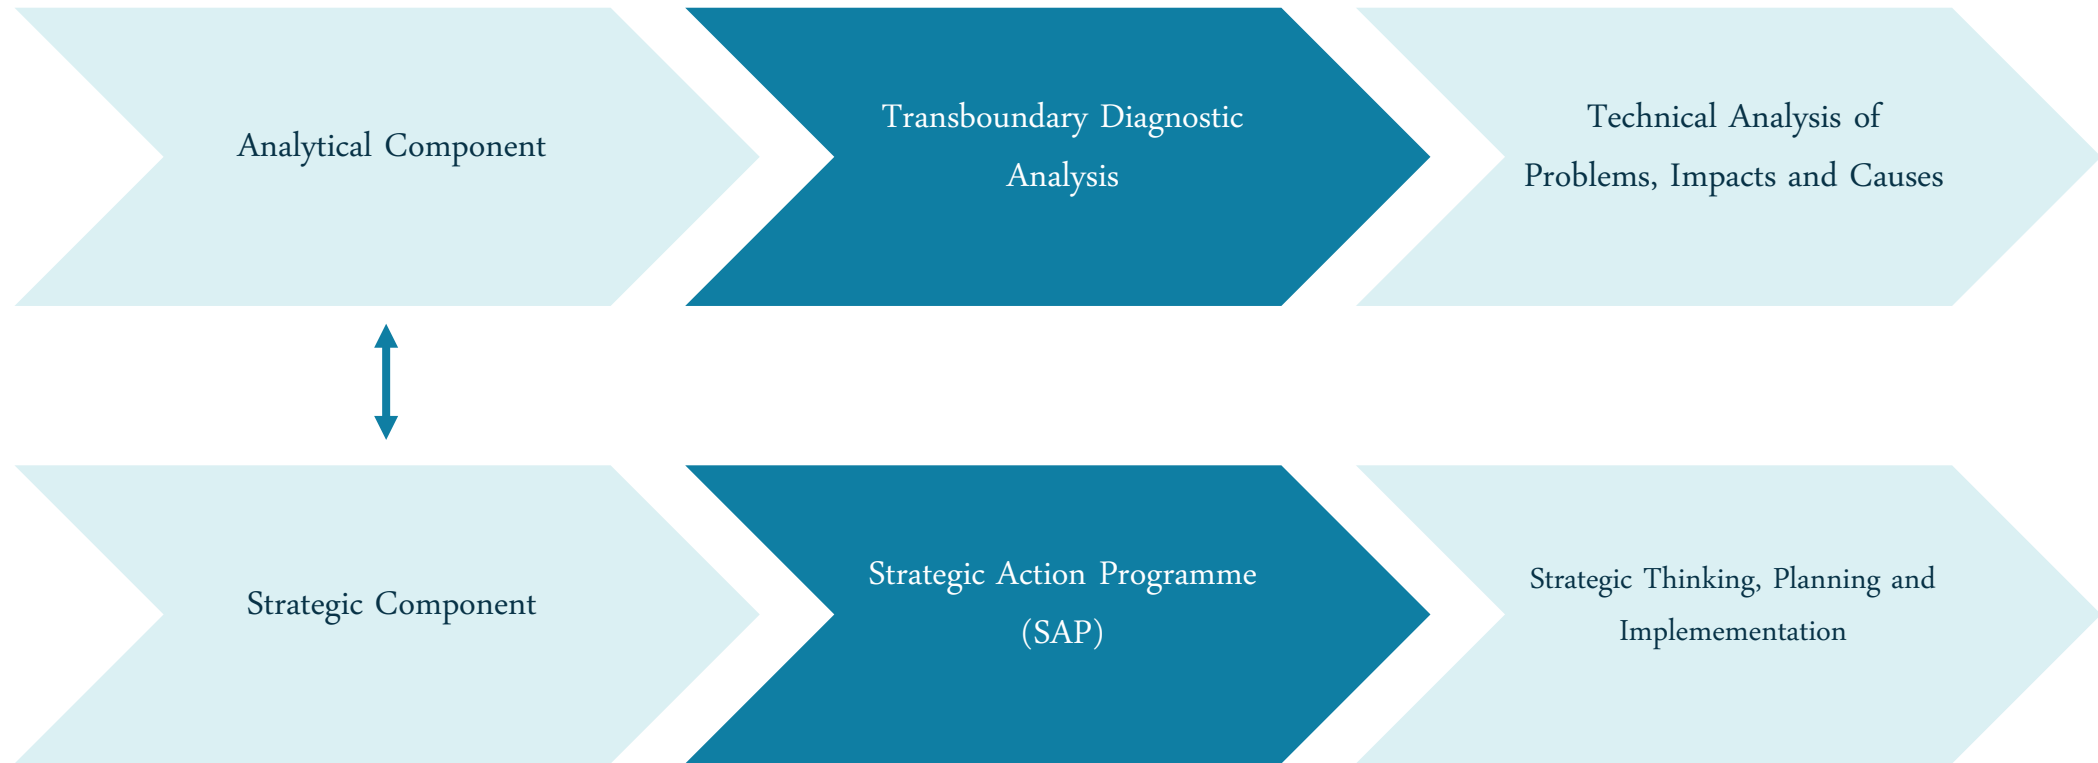 Analytical Component
Transboundary Diagnostic
Analysis
Technical Analysis of
Problems, Impacts and Causes
Strategic Component
Strategic Action Programme
(SAP)
Strategic Thinking, Planning and
Implemementation